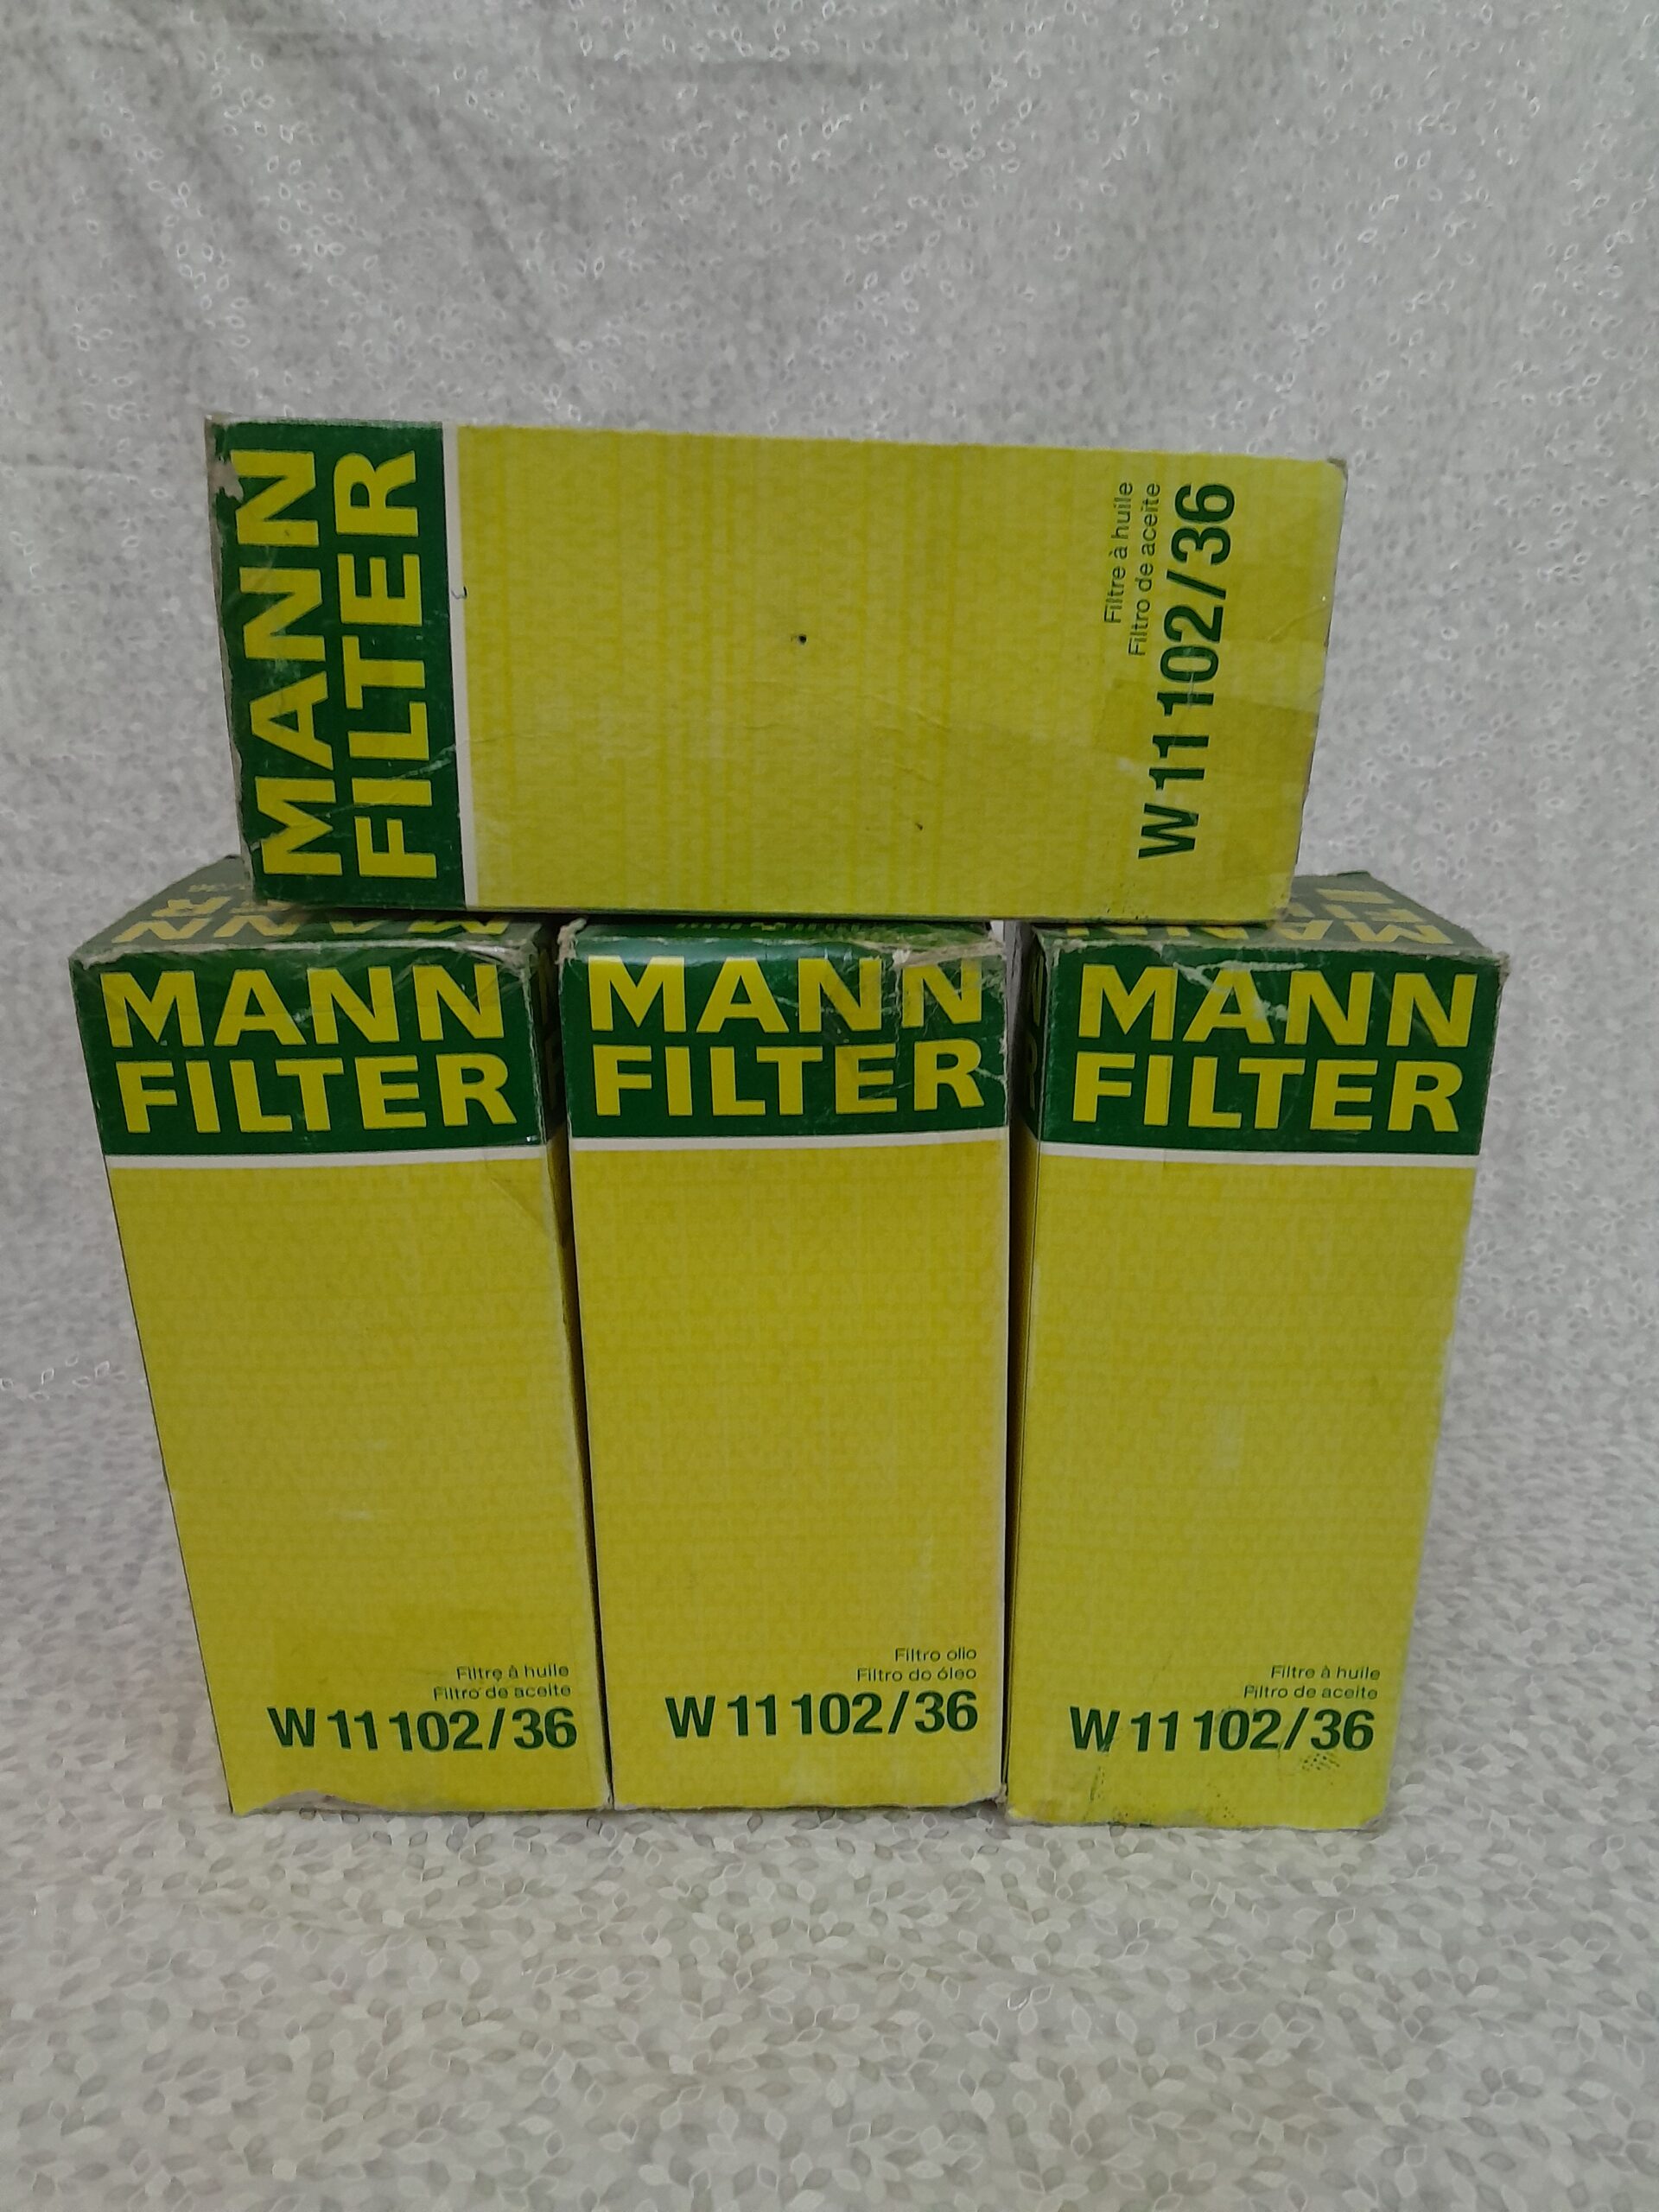 MANN
FILTER
Filtre à huile
Filtro de aceite
W 11 102/36
MANN
FILTER
Filtre à huile
Filtro de aceite
W 11 102/36
MANN
FILTER
Filtro olio
Filtro do óleo
W 11 102/36
MANN
FILTER
Filtre à huile
Filtro de aceite
W 11 102/36